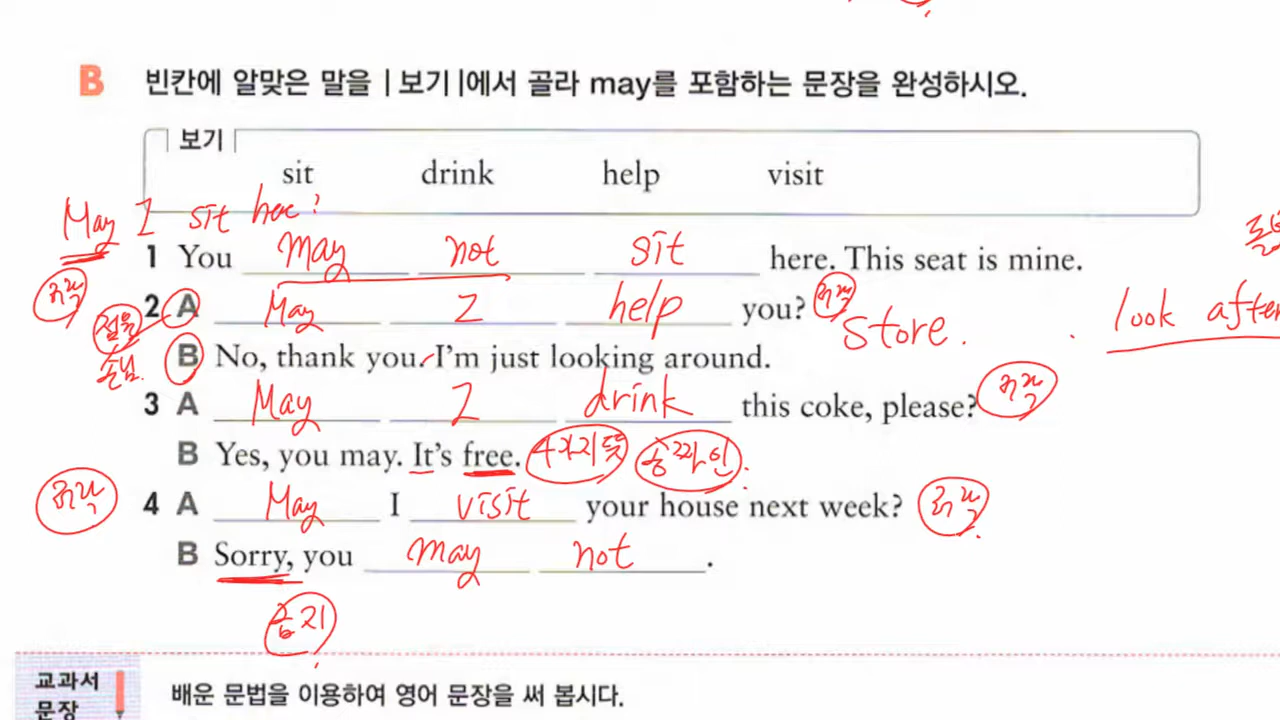 B 빈칸에 알맞은 말을 |보기|에서 골라 may를 포함하는 문장을 완성하시오.
보기
sit drink help visit
May I sit here?
1 You may not sit here. This seat is mine.
허락
2 A May I help you? 허락 store. look after
점원
손님.
B No, thank you. I'm just looking around.
3 A May I drink this coke, please? 허락
B Yes, you may. It's free. 4가지 뜻 공짜인.
허락 4 A May I visit your house next week? 허락
B Sorry, you may not.
금지
교과서
문장
배운 문법을 이용하여 영어 문장을 써 봅시다.